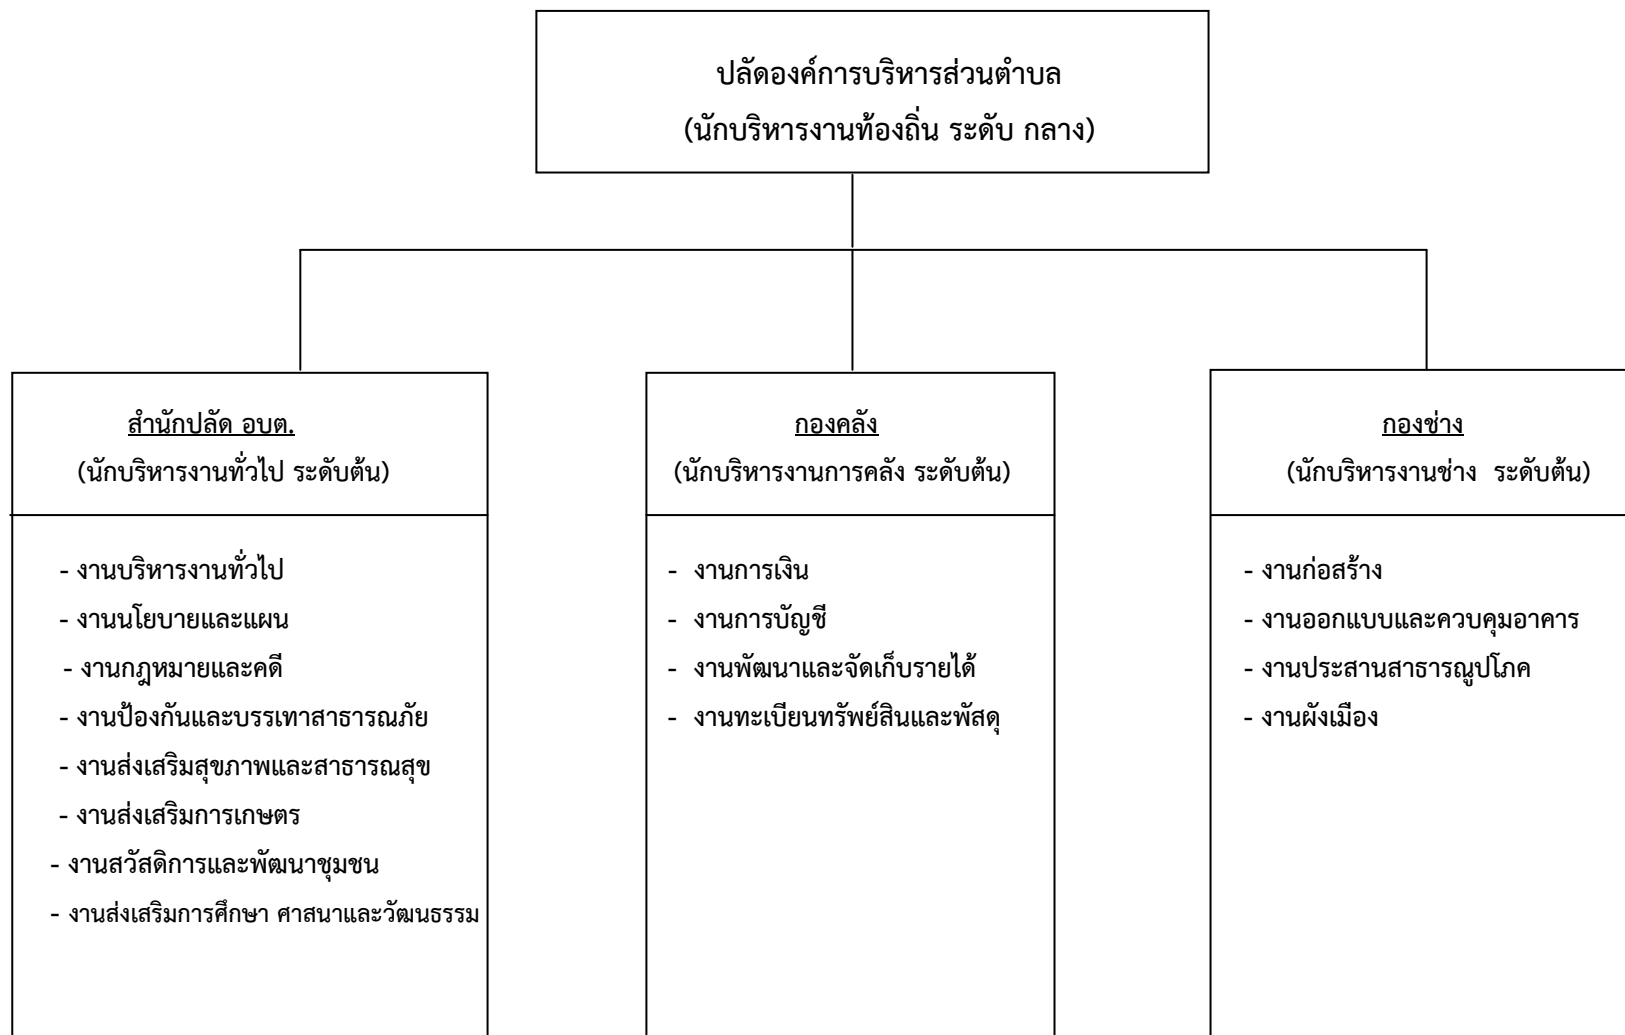 ปลัดองค์การบริหารส่วนตำบล
(นักบริหารงานท้องถิ่น ระดับ กลาง)
สำนักปลัด อบต.
(นักบริหารงานทั่วไป ระดับต้น)
- งานบริหารงานทั่วไป
- งานนโยบายและแผน
- งานกฎหมายและคดี
- งานป้องกันและบรรเทาสาธารณภัย
- งานส่งเสริมสุขภาพและสาธารณสุข
- งานส่งเสริมการเกษตร
- งานสวัสดิการและพัฒนาชุมชน
- งานส่งเสริมการศึกษา ศาสนาและวัฒนธรรม
กองคลัง
(นักบริหารงานการคลัง ระดับต้น)
- งานการเงิน
- งานการบัญชี
- งานพัฒนาและจัดเก็บรายได้
- งานทะเบียนทรัพย์สินและพัสดุ
กองช่าง
(นักบริหารงานช่าง ระดับต้น)
- งานก่อสร้าง
- งานออกแบบและควบคุมอาคาร
- งานประสานสาธารณูปโภค
- งานผังเมือง